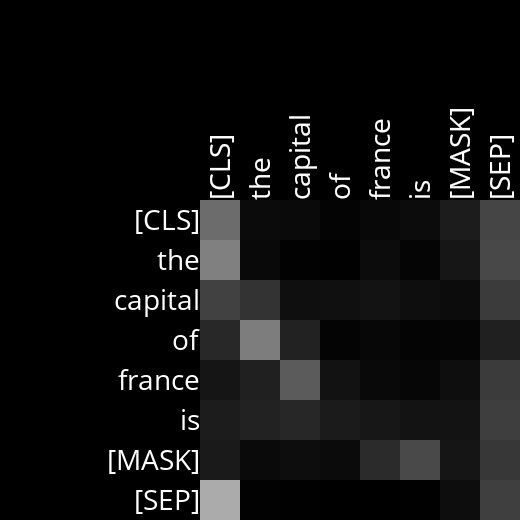 [CLS] the capital of france is [MASK] [SEP]
[CLS]
the
capital
of
france
is
[MASK]
[SEP]